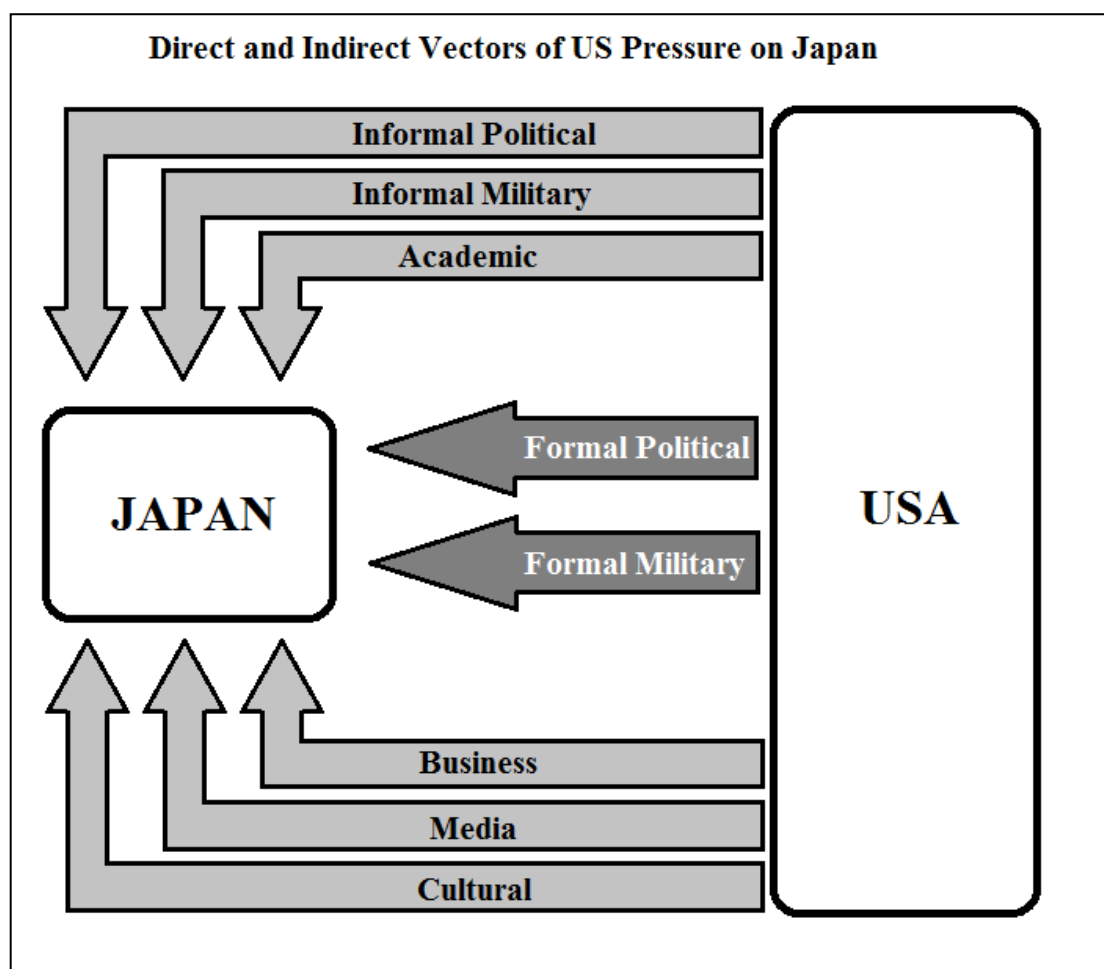 Direct and Indirect Vectors of US Pressure on Japan
Informal Political
Informal Military
Academic
Formal Political
JAPAN
USA
Formal Military
Business
Media
Cultural